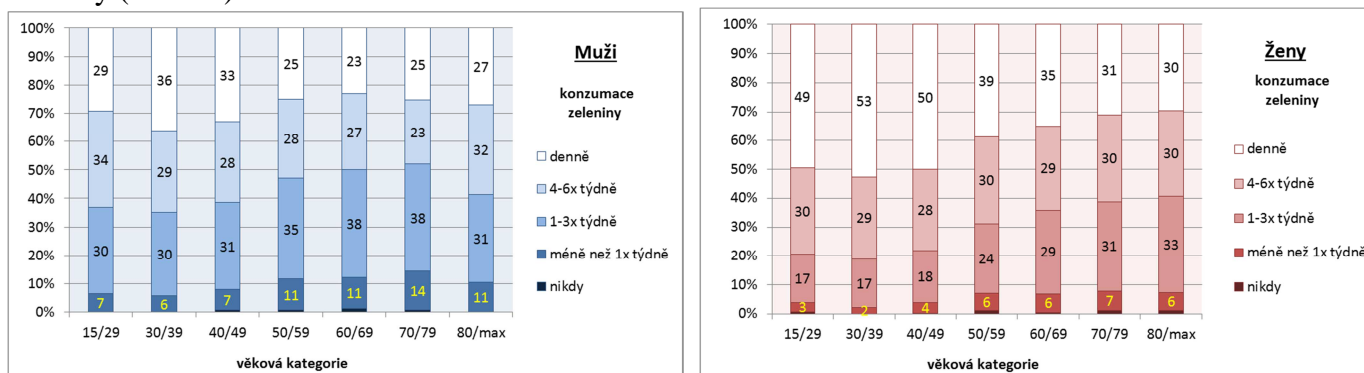 100%
90%
80%
70%
60%
50%
40%
30%
20%
10%
0%
29 36 33 25 23 25 27
34 29 28 28 27 23 32
30 30 31 35 38 38 31
7 6 7 11 11 14 11
15/29 30/39 40/49 50/59 60/69 70/79 80/max
věková kategorie
Muži
konzumace
zeleniny
denně
4-6x týdně
1-3x týdně
méně než 1x týdně
nikdy
100%
90%
80%
70%
60%
50%
40%
30%
20%
10%
0%
49 53 50 39 35 31 30
30 29 28 30 29 30 30
17 17 18 24 29 31 33
3 2 4 6 6 7 6
15/29 30/39 40/49 50/59 60/69 70/79 80/max
věková kategorie
Ženy
konzumace
zeleniny
denně
4-6x týdně
1-3x týdně
méně než 1x týdně
nikdy